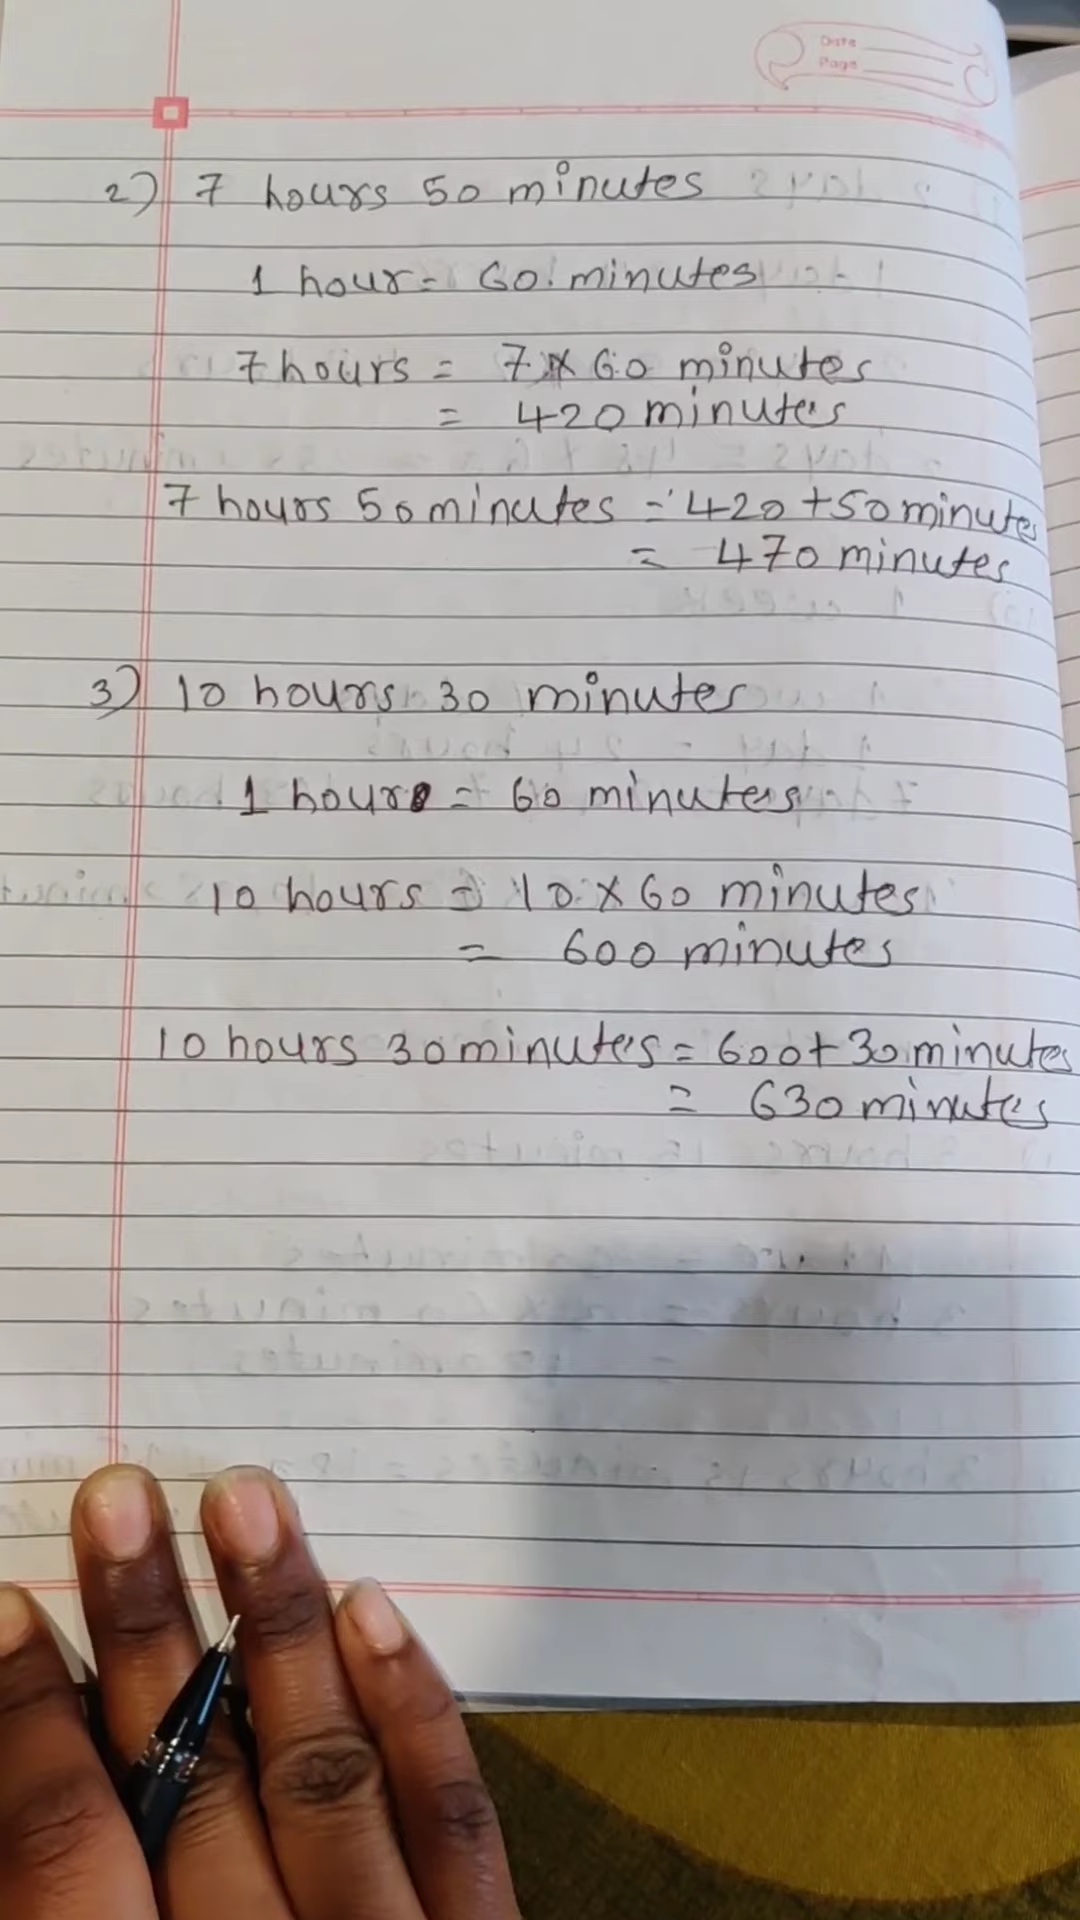 Date
Page
2) 7 hours 50 minutes
1 hour = 60 minutes
7 hours = 7 × 60 minutes
= 420 minutes
7 hours 50 minutes = 420 + 50 minutes
= 470 minutes
3) 10 hours 30 minutes
1 hour = 60 minutes
10 hours = 10 × 60 minutes
= 600 minutes
10 hours 30 minutes = 600 + 30 minutes
= 630 minutes